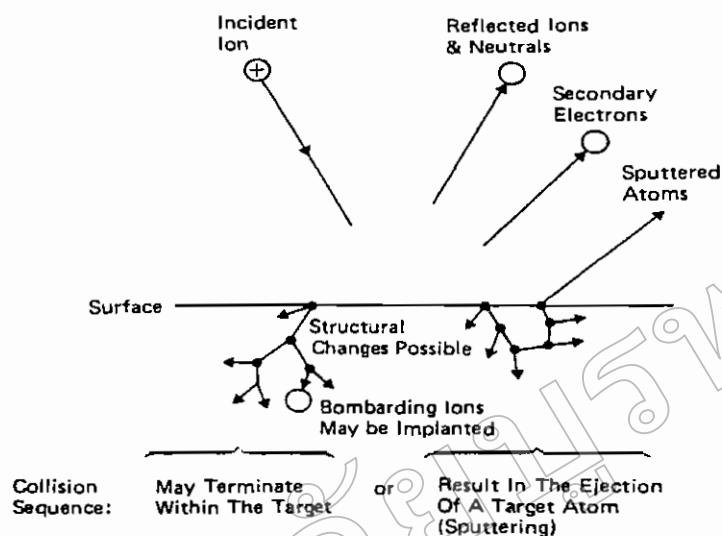 Incident
Ion
Reflected Ions
& Neutrals
Secondary
Electrons
Sputtered
Atoms
Surface
Structural
Changes Possible
Bombarding Ions
May be Implanted
Collision
Sequence:
May Terminate
Within The Target
or
Result In The Ejection
Of A Target Atom
(Sputtering)